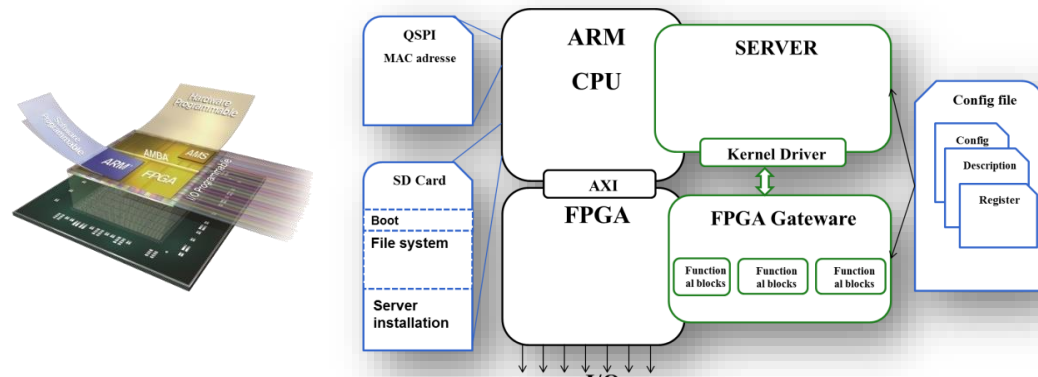 Hardware
Programmable
Software
Programmable
ARM
AMBA
AMS
FPGA
I/O Programmable
QSPI
MAC adresse
SD Card
Boot
File system
Server
installation
ARM
CPU
AXI
FPGA
I/O
SERVER
Kernel Driver
FPGA Gateware
Function
al blocks
Function
al blocks
Function
al blocks
Config file
Config
Description
Register